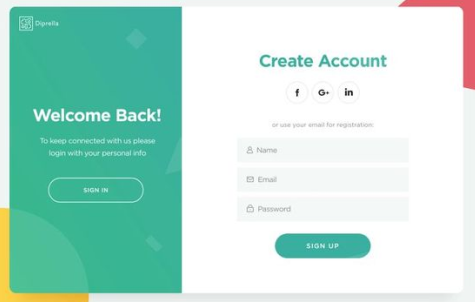 Diprella
Welcome Back!
To keep connected with us please
login with your personal info
SIGN IN
Create Account
f
G+
in
or use your email for registration:
Name
Email
Password
SIGN UP